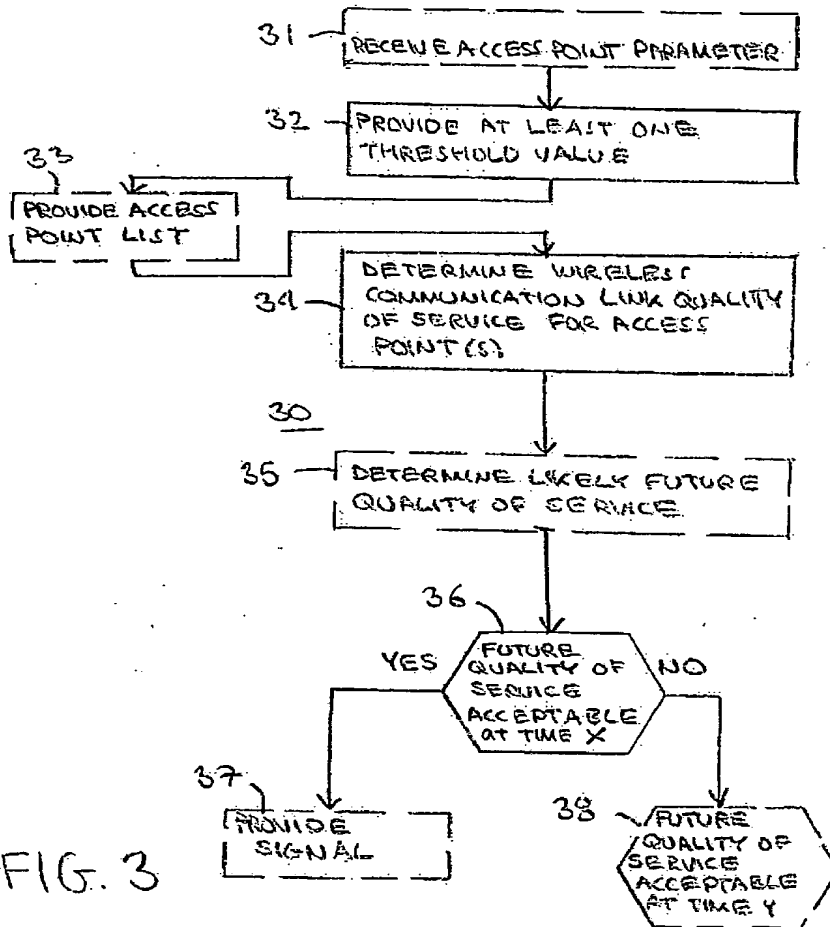 31
RECEIVE ACCESS POINT PARAMETER
32
PROVIDE AT LEAST ONE
THRESHOLD VALUE
33
PROVIDE ACCESS
POINT LIST
34
DETERMINE WIRELESS
COMMUNICATION LINK QUALITY
OF SERVICE FOR ACCESS
POINT(S)
30
35
DETERMINE LIKELY FUTURE
QUALITY OF SERVICE
36
YES
FUTURE
QUALITY OF
SERVICE
ACCEPTABLE
at TIME X
NO
37
PROVIDE
SIGNAL
38
FUTURE
QUALITY OF
SERVICE
ACCEPTABLE
AT TIME Y
FIG. 3